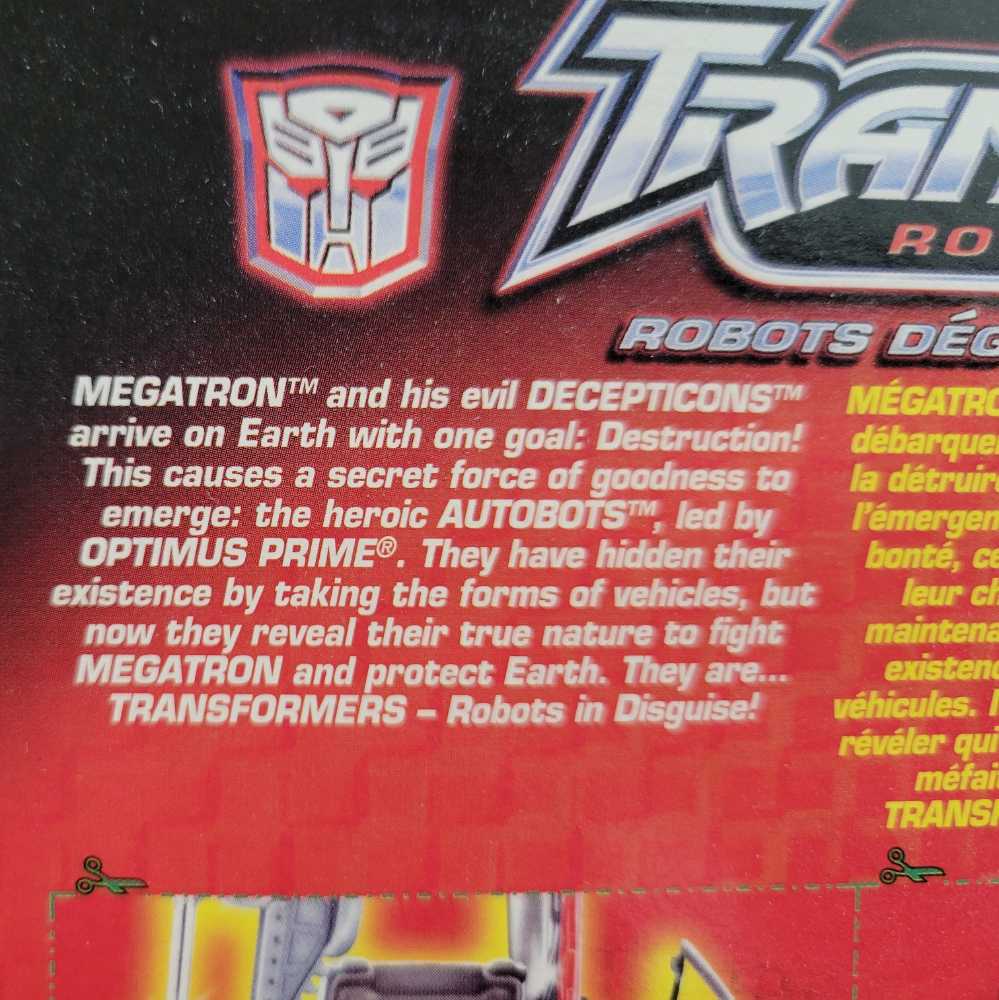 TRAN
RO
ROBOTS DÉG
MEGATRON™ and his evil DECEPTICONS™
arrive on Earth with one goal: Destruction!
This causes a secret force of goodness to
emerge: the heroic AUTOBOTS™, led by
OPTIMUS PRIME®. They have hidden their
existence by taking the forms of vehicles, but
now they reveal their true nature to fight
MEGATRON and protect Earth. They are...
TRANSFORMERS – Robots in Disguise!
MÉGATRO
débarquer
la détruire
l'émergen
bonté, ce
leur ch
maintena
existenc
véhicules.
révéler qui
méfai
TRANSF